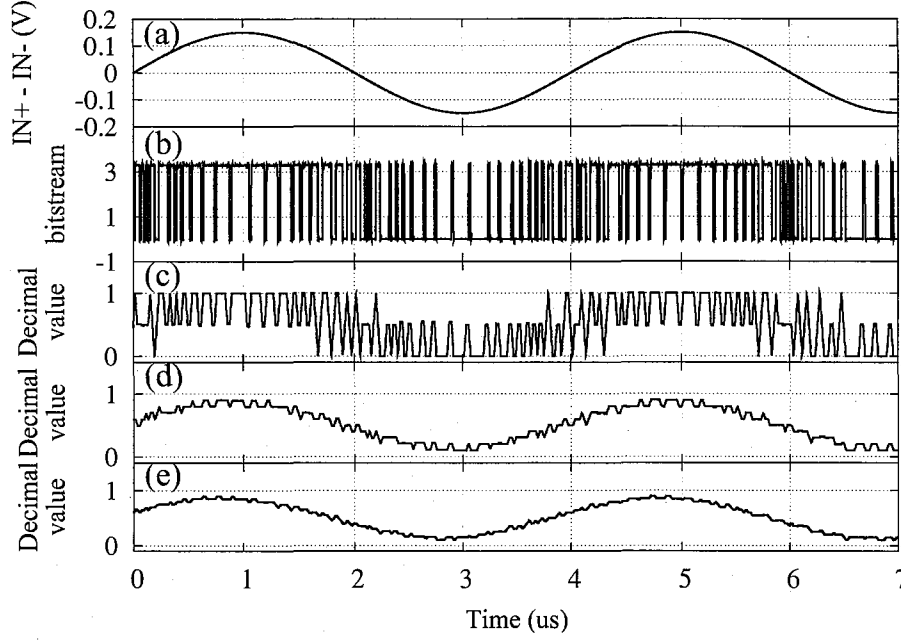 IN+ - IN- (V)
0.2
0.1
0
-0.1
-0.2
(a)
bitstream
3
1
-1
(b)
Decimal
value
1
0
(c)
Decimal
value
1
0
(d)
Decimal
value
1
0
(e)
0 1 2 3 4 5 6 7
Time (us)